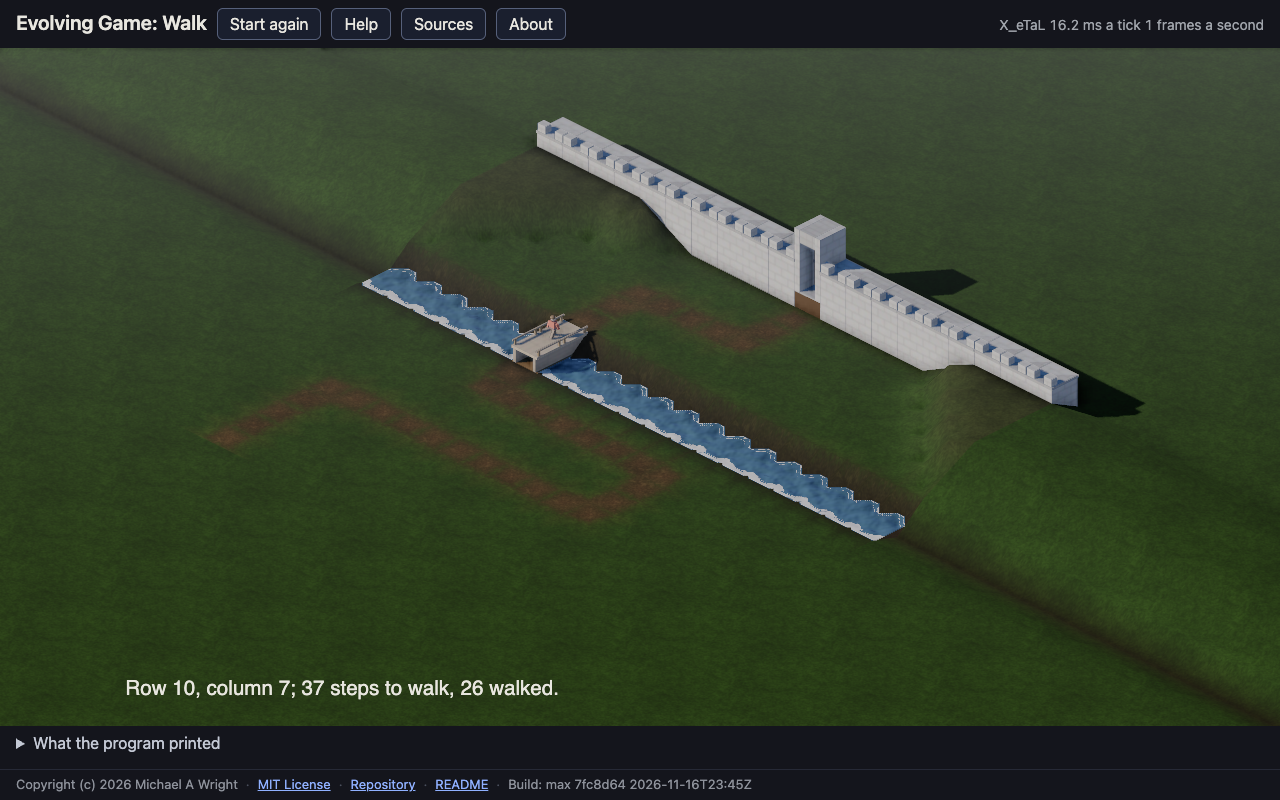 Evolving Game: Walk
Start again
Help
Sources
About
X_eTaL 16.2 ms a tick 1 frames a second
Row 10, column 7; 37 steps to walk, 26 walked.
What the program printed
Copyright (c) 2026 Michael A Wright · MIT License · Repository · README · Build: max 7fc8d64 2026-11-16T23:45Z